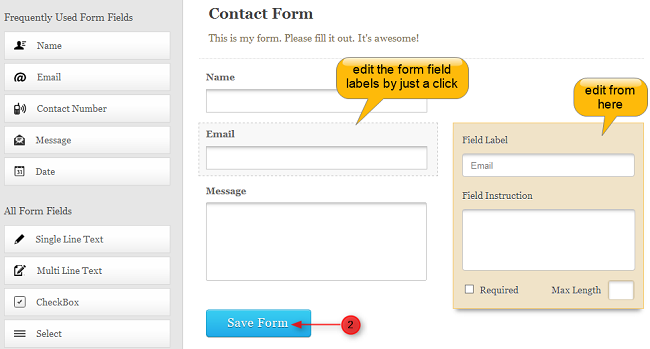 Frequently Used Form Fields
Name
Email
Contact Number
Message
31
Date
All Form Fields
Single Line Text
Multi Line Text
CheckBox
Select
Contact Form
This is my form. Please fill it out. It's awesome!
edit the form field
labels by just a click
Name
Email
Message
Save Form
2
edit from
here
Field Label
Email
Field Instruction
Required
Max Length